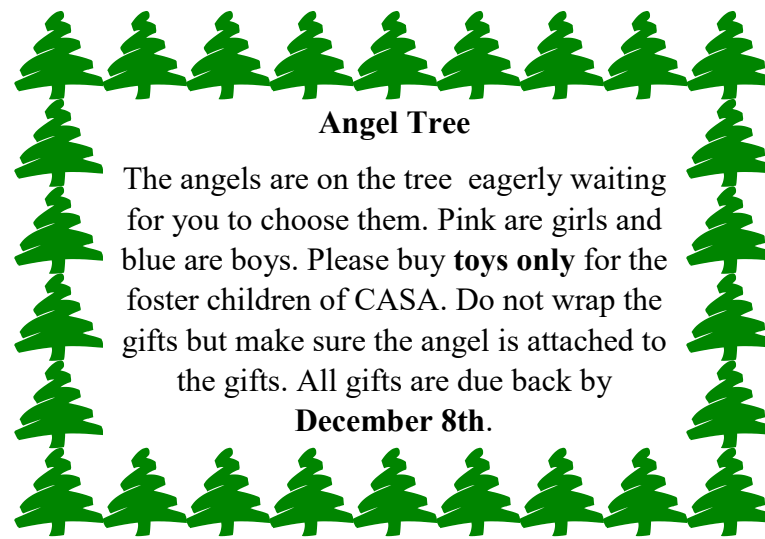 Angel Tree
The angels are on the tree  eagerly waiting
for you to choose them. Pink are girls and
blue are boys. Please buy toys only for the
foster children of CASA. Do not wrap the
gifts but make sure the angel is attached to
the gifts. All gifts are due back by
December 8th.